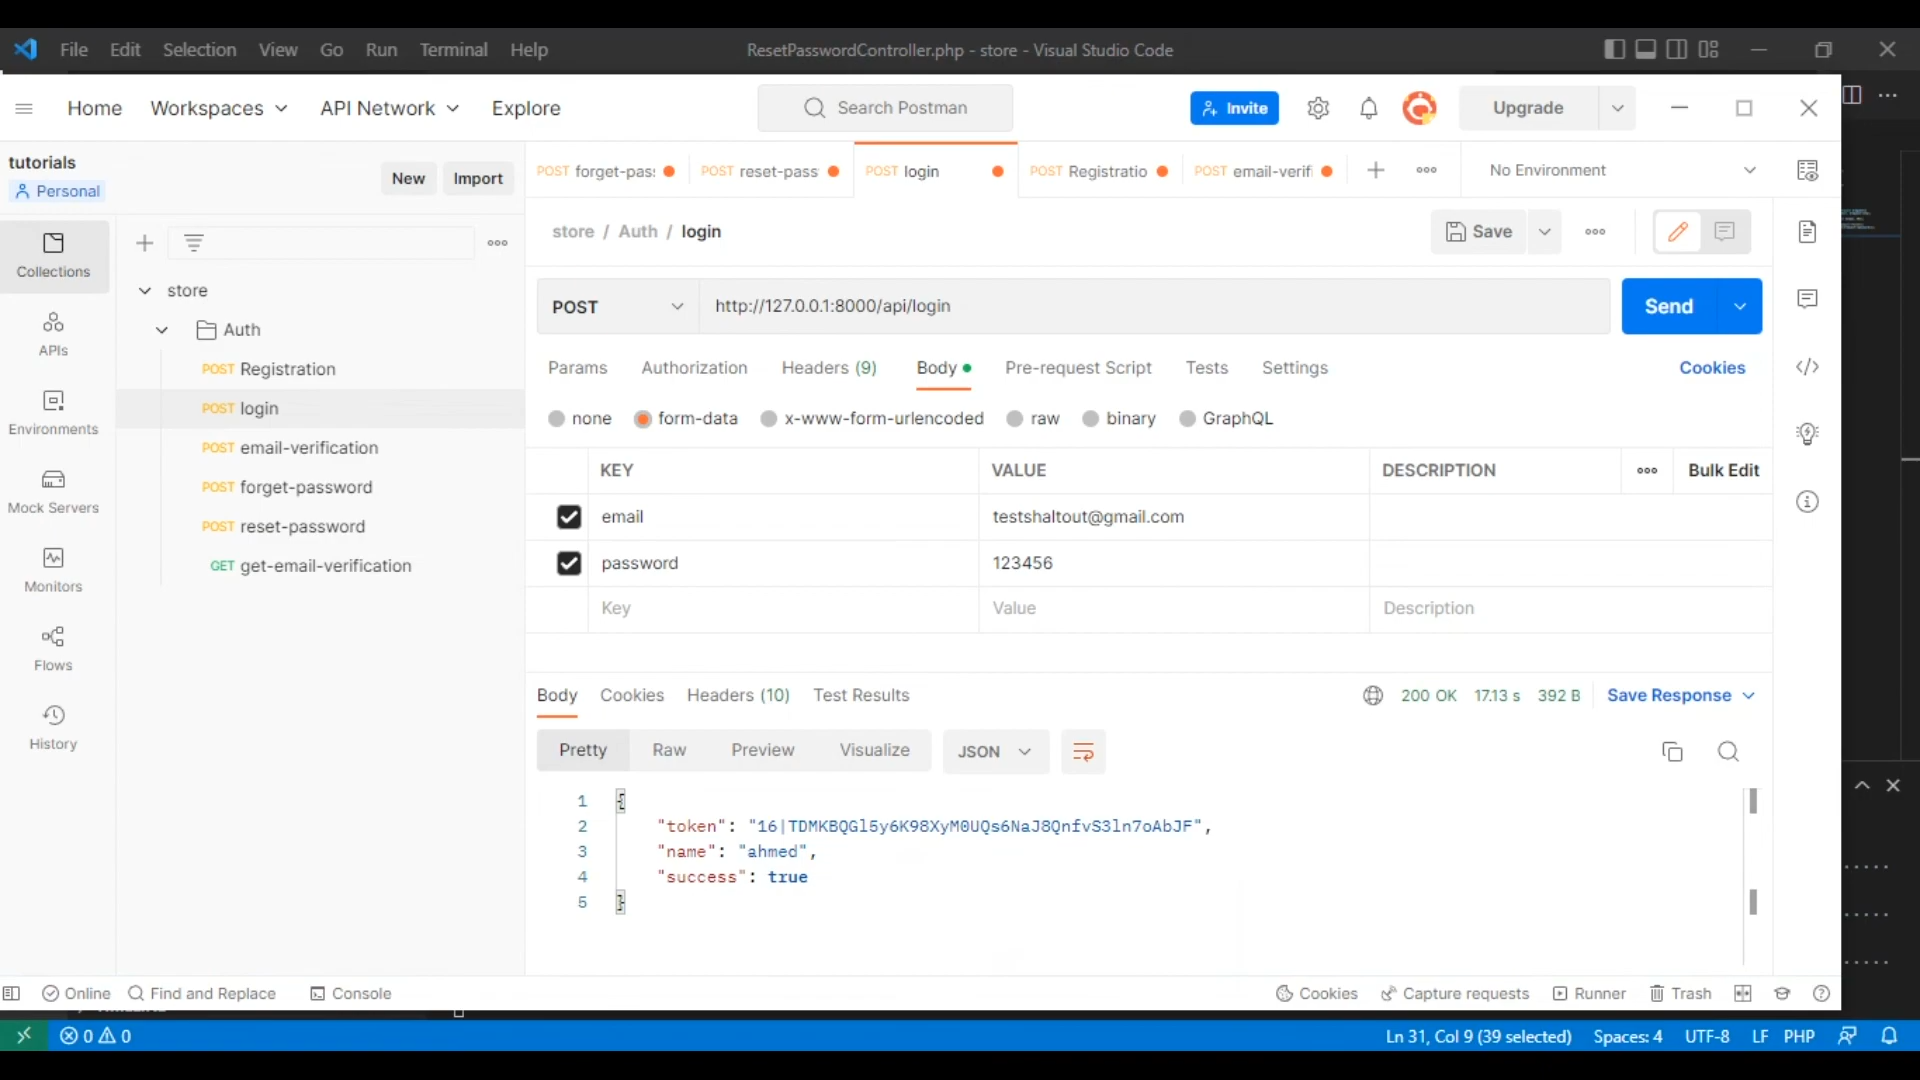 File Edit Selection View Go Run Terminal Help
ResetPasswordController.php - store - Visual Studio Code
Home Workspaces API Network Explore
Search Postman
Invite
Upgrade
tutorials
Personal
New Import
POST forget-pas
POST reset-pass
POST login
POST Registratio
POST email-verifi
No Environment
Collections
APIs
Environments
Mock Servers
Monitors
Flows
History
store
Auth
POST Registration
POST login
POST email-verification
POST forget-password
POST reset-password
GET get-email-verification
store / Auth / login
Save
POST http://127.0.0.1:8000/api/login
Send
Params Authorization Headers (9) Body Pre-request Script Tests Settings
Cookies
none form-data x-www-form-urlencoded raw binary GraphQL
KEY VALUE DESCRIPTION Bulk Edit
email testshaltout@gmail.com
password 123456
Key Value Description
Body Cookies Headers (10) Test Results
200 OK 17.13 s 392 B Save Response
Pretty Raw Preview Visualize JSON
1 {
2 "token": "16|TDMKBQGl5y6K98XyM0UQs6NaJ8QnfvS3ln7oAbJF",
3 "name": "ahmed",
4 "success": true
5 }
Online Find and Replace Console
Cookies Capture requests Runner Trash
0 0
Ln 31, Col 9 (39 selected) Spaces: 4 UTF-8 LF PHP